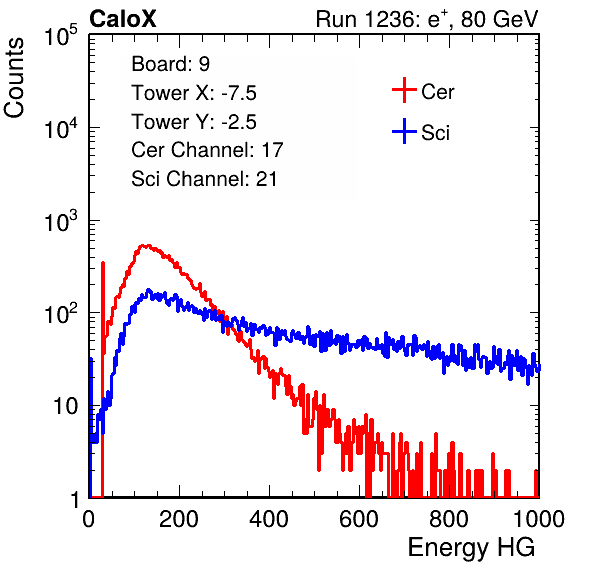 CaloX Run 1236: e⁺, 80 GeV
Counts
10⁵
10⁴
10³
10²
10
1
Board: 9
Tower X: -7.5
Tower Y: -2.5
Cer Channel: 17
Sci Channel: 21
Cer
Sci
0 200 400 600 800 1000
Energy HG